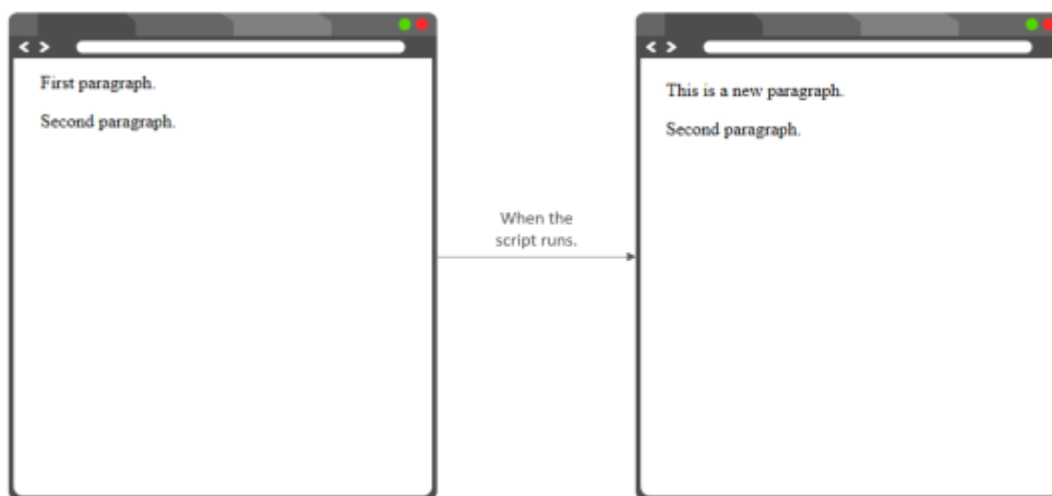 First paragraph.
Second paragraph.
When the
script runs.
This is a new paragraph.
Second paragraph.